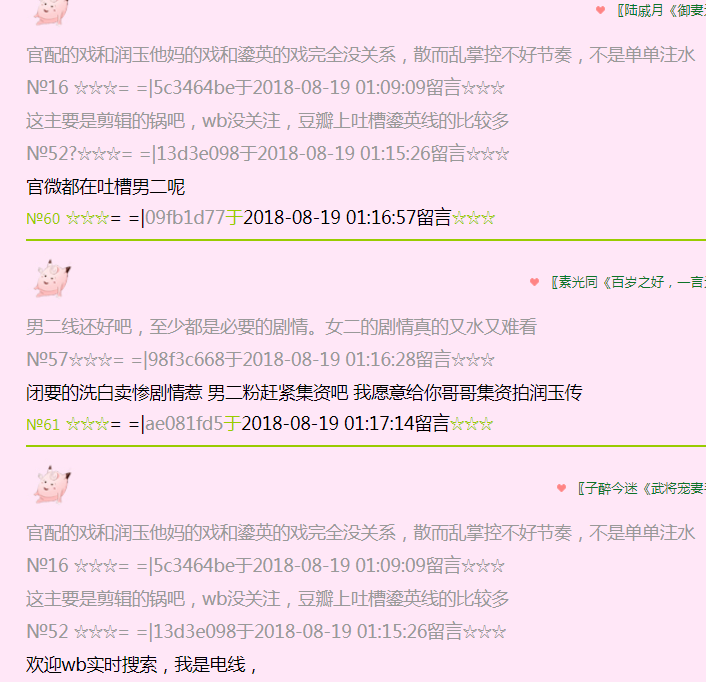 ♥ 〖陆戚月《御妻
官配的戏和润玉他妈的戏和鎏英的戏完全没关系，散而乱掌控不好节奏，不是单单注水
№16 ☆☆☆= =|5c3464be于2018-08-19 01:09:09留言☆☆☆
这主要是剪辑的锅吧，wb没关注，豆瓣上吐槽鎏英线的比较多
№52?☆☆☆= =|13d3e098于2018-08-19 01:15:26留言☆☆☆
官微都在吐槽男二呢
№60 ☆☆☆= =|09fb1d77于2018-08-19 01:16:57留言☆☆☆
♥ 〖素光同《百岁之好，一言
男二线还好吧，至少都是必要的剧情。女二的剧情真的又水又难看
№57☆☆☆= =|98f3c668于2018-08-19 01:16:28留言☆☆☆
闭要的洗白卖惨剧情惹 男二粉赶紧集资吧 我愿意给你哥哥集资拍润玉传
№61 ☆☆☆= =|ae081fd5于2018-08-19 01:17:14留言☆☆☆
♥ 〖子醉今迷《武将宠妻
官配的戏和润玉他妈的戏和鎏英的戏完全没关系，散而乱掌控不好节奏，不是单单注水
№16 ☆☆☆= =|5c3464be于2018-08-19 01:09:09留言☆☆☆
这主要是剪辑的锅吧，wb没关注，豆瓣上吐槽鎏英线的比较多
№52 ☆☆☆= =|13d3e098于2018-08-19 01:15:26留言☆☆☆
欢迎wb实时搜索，我是电线，